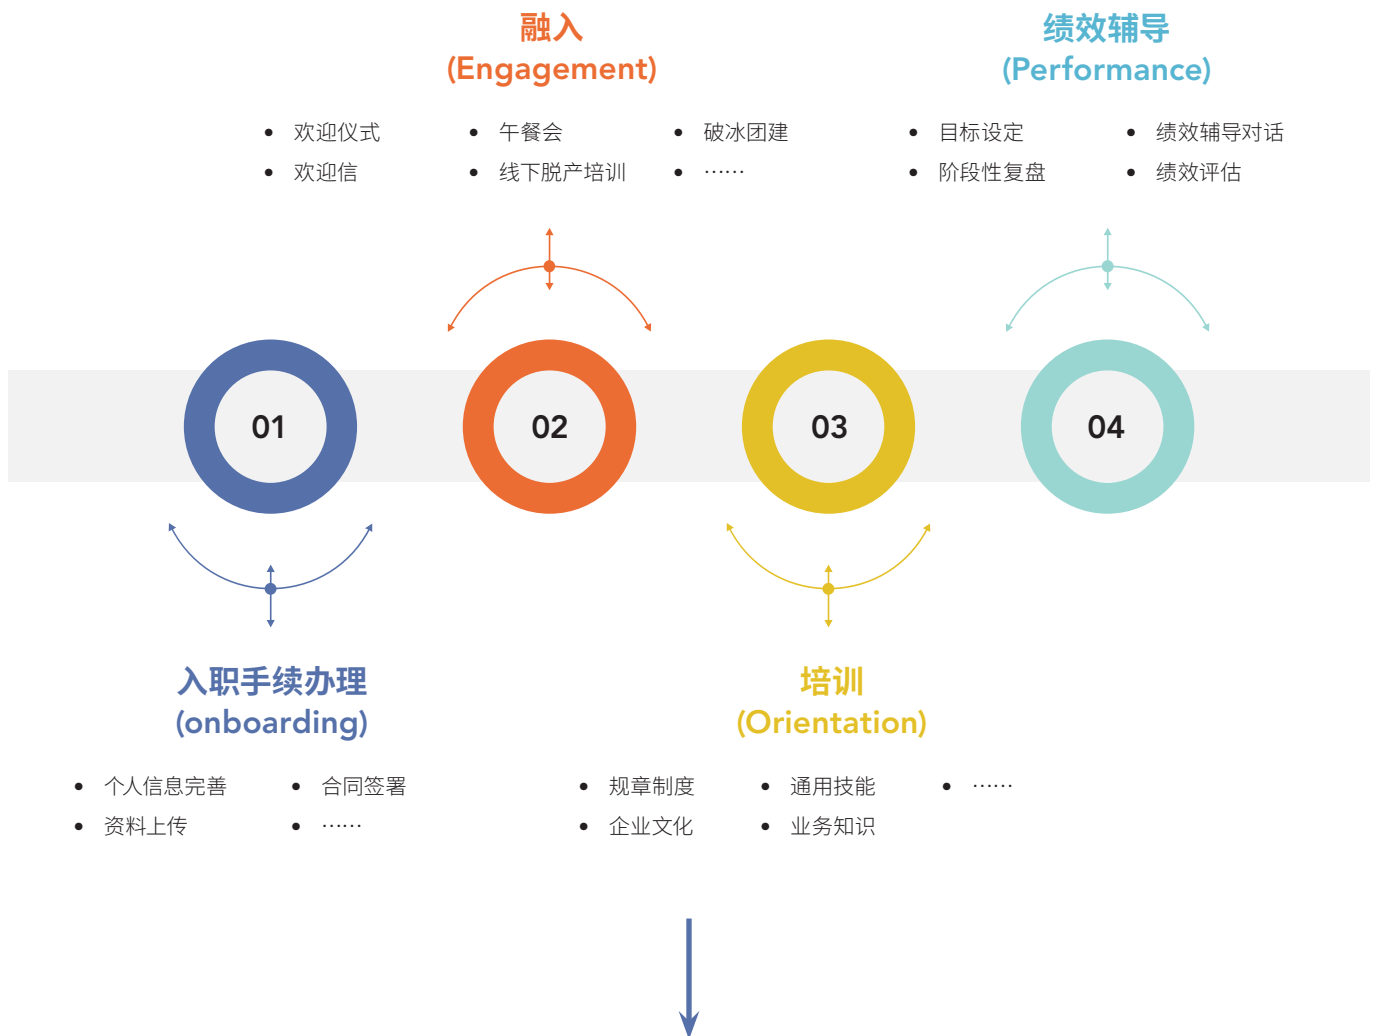 融入
(Engagement)
• 欢迎仪式
• 午餐会
• 破冰团建
• 欢迎信
• 线下脱产培训
• ……
绩效辅导
(Performance)
• 目标设定
• 绩效辅导对话
• 阶段性复盘
• 绩效评估
01
02
03
04
入职手续办理
(onboarding)
• 个人信息完善
• 合同签署
• 资料上传
• ……
培训
(Orientation)
• 规章制度
• 通用技能
• ……
• 企业文化
• 业务知识